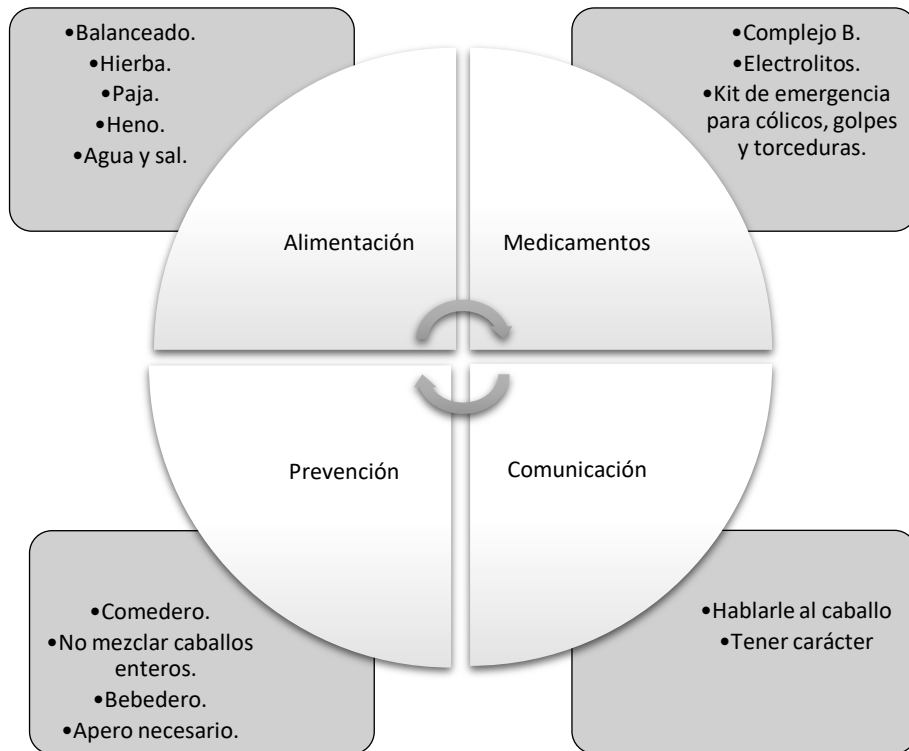 •Balanceado.
•Hierba.
•Paja.
•Heno.
•Agua y sal.
•Complejo B.
•Electrolitos.
•Kit de emergencia
para cólicos, golpes
y torceduras.
Alimentación
Medicamentos
Prevención
Comunicación
•Comedero.
•No mezclar caballos
enteros.
•Bebedero.
•Apero necesario.
•Hablarle al caballo
•Tener carácter